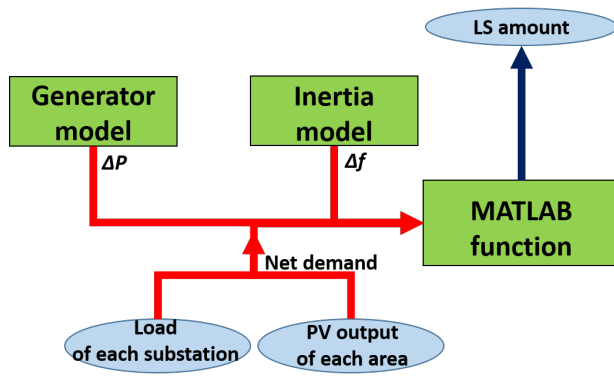 LS amount
Generator
model
Inertia
model
ΔP
Δf
MATLAB
function
Net demand
Load
of each substation
PV output
of each area